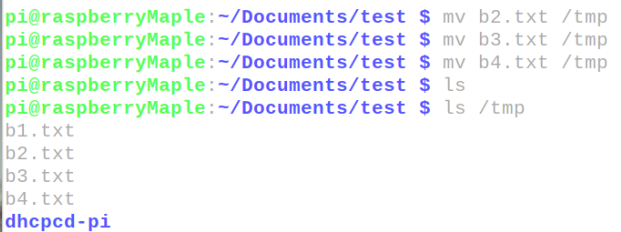 pi@raspberryMaple:~/Documents/test $ mv b2.txt /tmp
pi@raspberryMaple:~/Documents/test $ mv b3.txt /tmp
pi@raspberryMaple:~/Documents/test $ mv b4.txt /tmp
pi@raspberryMaple:~/Documents/test $ ls
pi@raspberryMaple:~/Documents/test $ ls /tmp
b1.txt
b2.txt
b3.txt
b4.txt
dhcpcd-pi